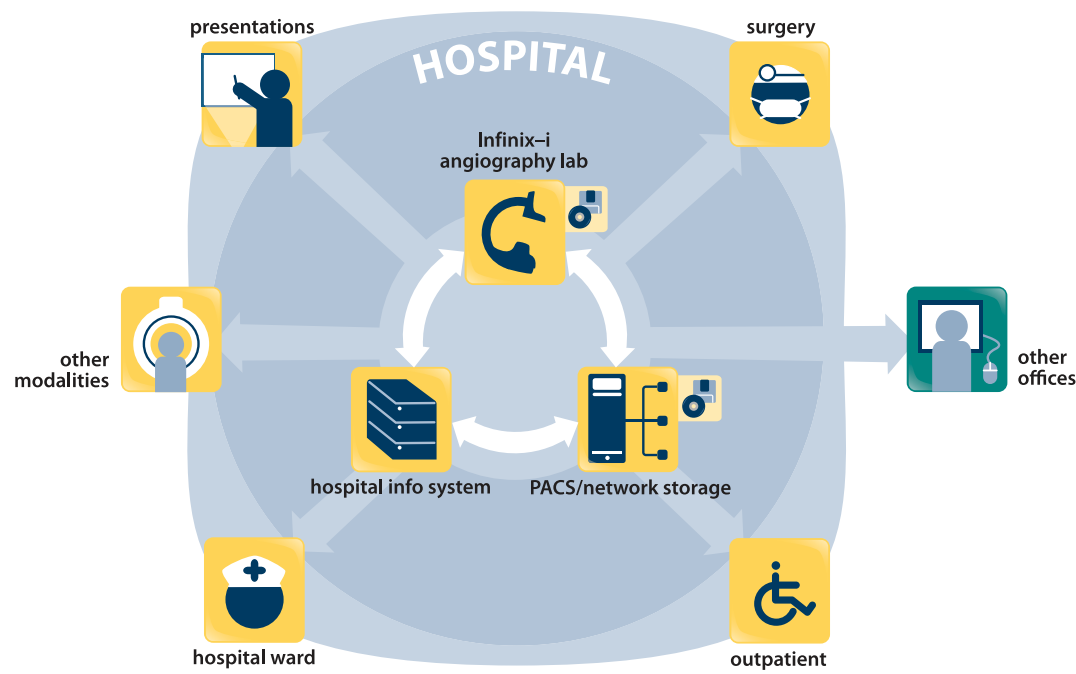 presentations
surgery
HOSPITAL
Infinix–i
angiography lab
other
modalities
other
offices
hospital info system
PACS/network storage
hospital ward
outpatient